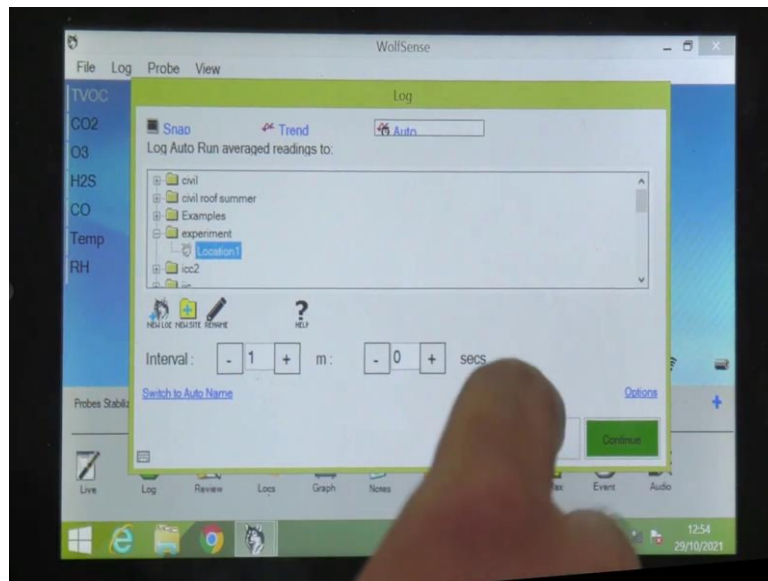 WolfSense
File Log Probe View
Log
TVOC
CO2
O3
H2S
CO
Temp
RH
Snap Trend Auto
Log Auto Run averaged readings to:
civil
civil roof summer
Examples
experiment
Location1
icc2
NEW LOC NEW SITE RENAME HELP
Interval : - 1 + m : - 0 + secs
Switch to Auto Name Options
Probes Stabiliz
Continue
Live Log Review Locs Graph Notes Event Audio
12:54
29/10/2021